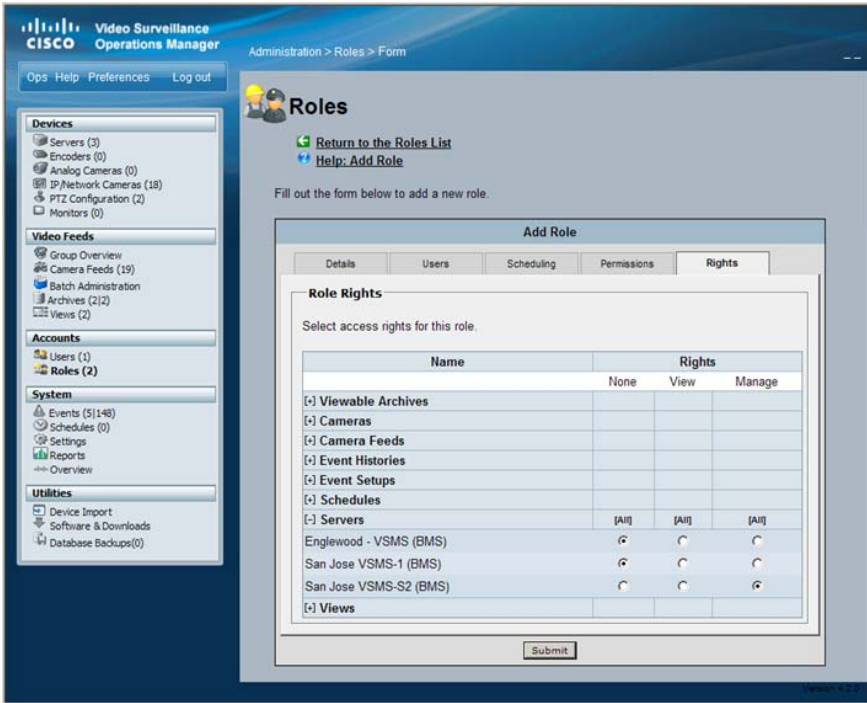 CISCO
Video Surveillance
Operations Manager
Ops Help Preferences Log out
Administration > Roles > Form
Devices
Servers (3)
Encoders (0)
Analog Cameras (0)
IP/Network Cameras (18)
PTZ Configuration (2)
Monitors (0)
Video Feeds
Group Overview
Camera Feeds (19)
Batch Administration
Archives (2|2)
Views (2)
Accounts
Users (1)
Roles (2)
System
Events (5|148)
Schedules (0)
Settings
Reports
Overview
Utilities
Device Import
Software & Downloads
Database Backups(0)
Roles
Return to the Roles List
Help: Add Role
Fill out the form below to add a new role.
Add Role
Details Users Scheduling Permissions Rights
Role Rights
Select access rights for this role.
Name Rights
None View Manage
[+] Viewable Archives
[+] Cameras
[+] Camera Feeds
[+] Event Histories
[+] Event Setups
[+] Schedules
[-] Servers [All] [All] [All]
Englewood - VSMS (BMS)
San Jose VSMS-1 (BMS)
San Jose VSMS-S2 (BMS)
[+] Views
Submit